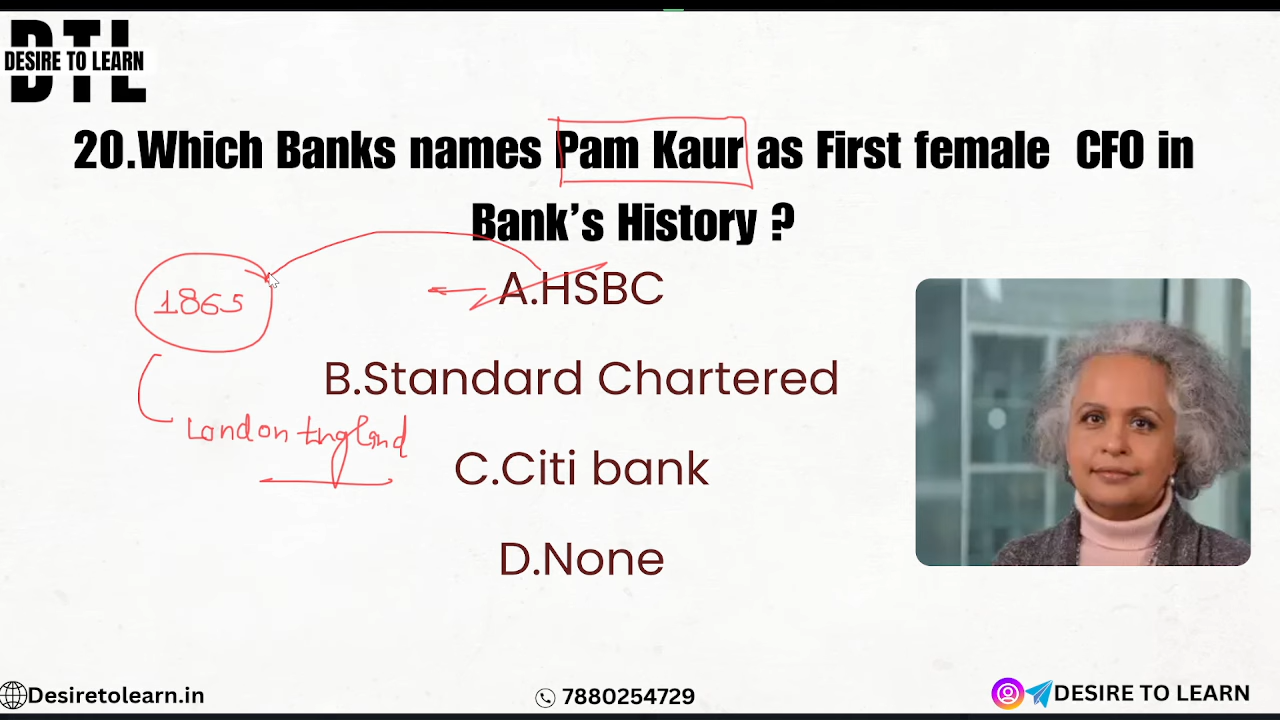 DTL
DESIRE TO LEARN
20.Which Banks names Pam Kaur as First female CFO in
Bank's History ?
A.HSBC
1865
B.Standard Chartered
London England
C.Citi bank
D.None
Desiretolearn.in
7880254729
DESIRE TO LEARN